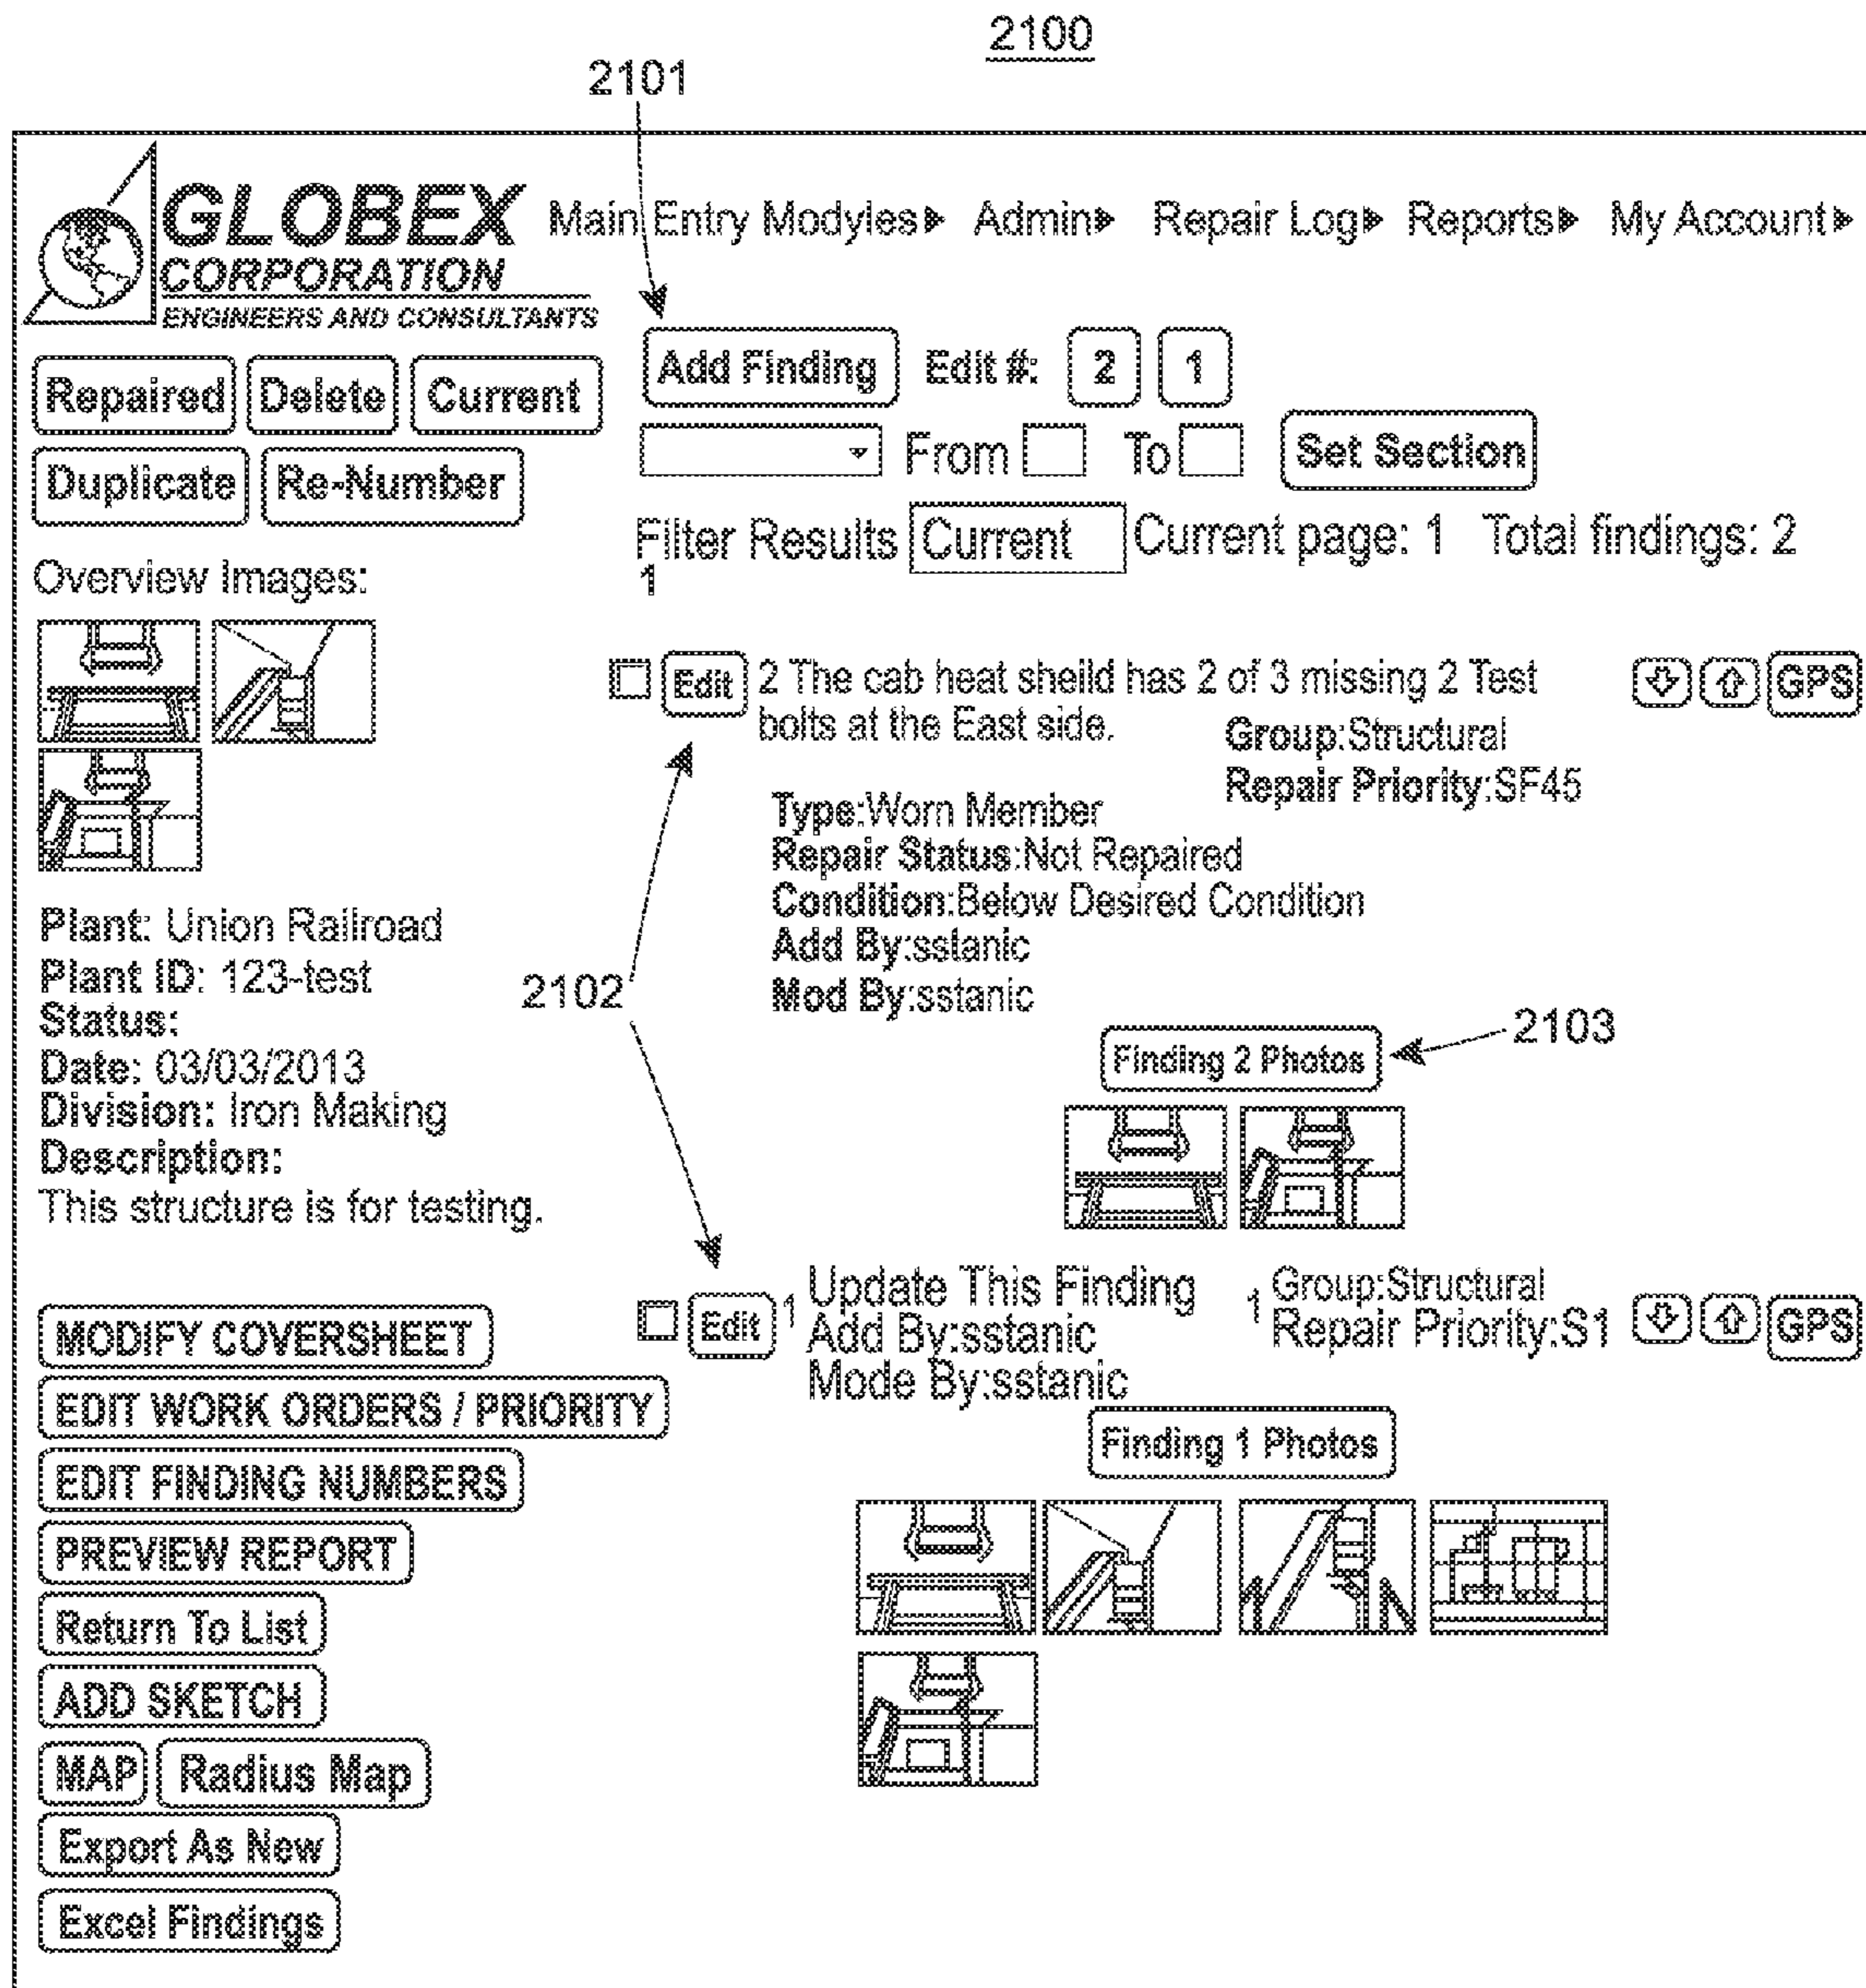 2100
2101
GLOBEX
CORPORATION
ENGINEERS AND CONSULTANTS
Main Entry Modyles Admin Repair Log Reports My Account
Repaired Delete Current
Duplicate Re-Number
Add Finding Edit #: 2 1
From To Set Section
Filter Results Current Current page: 1 Total findings: 2
1
Overview Images:
Edit 2 The cab heat sheild has 2 of 3 missing 2 Test
bolts at the East side.
Group:Structural
Repair Priority:SF45
GPS
Type:Worn Member
Repair Status:Not Repaired
Condition:Below Desired Condition
Add By:sstanic
Mod By:sstanic
2102
Finding 2 Photos
2103
Plant: Union Railroad
Plant ID: 123-test
Status:
Date: 03/03/2013
Division: Iron Making
Description:
This structure is for testing.
Edit 1 Update This Finding
Add By:sstanic
Mode By:sstanic
1 Group:Structural
Repair Priority:S1
GPS
Finding 1 Photos
MODIFY COVERSHEET
EDIT WORK ORDERS / PRIORITY
EDIT FINDING NUMBERS
PREVIEW REPORT
Return To List
ADD SKETCH
MAP Radius Map
Export As New
Excel Findings